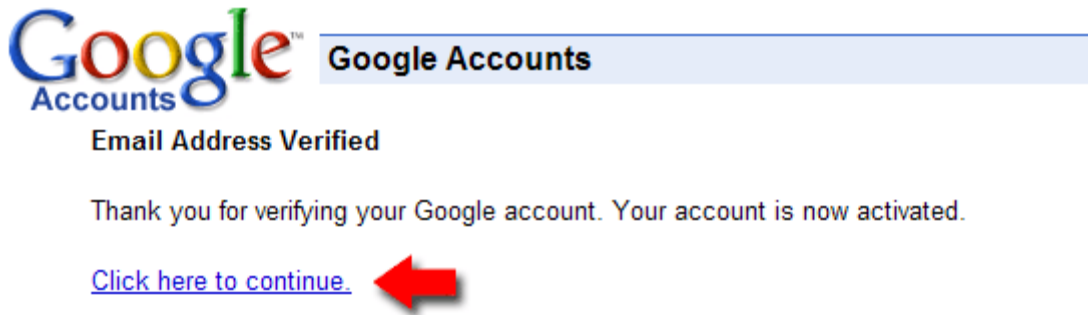 Google™
Accounts
Google Accounts
Email Address Verified
Thank you for verifying your Google account. Your account is now activated.
Click here to continue.